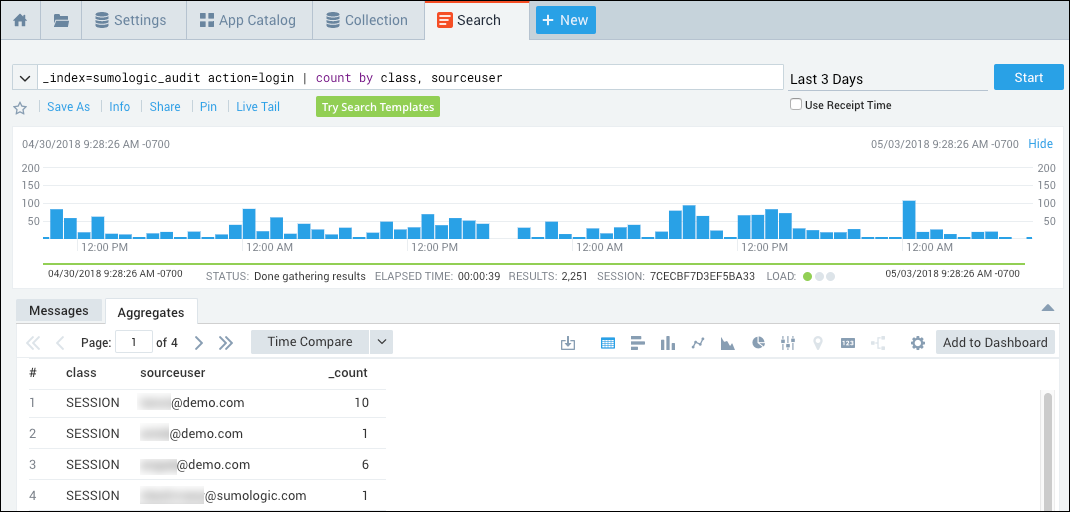 Settings App Catalog Collection Search + New
_index=sumologic_audit action=login | count by class, sourceuser Last 3 Days Start
Save As Info Share Pin Live Tail Try Search Templates Use Receipt Time
04/30/2018 9:28:26 AM -0700 05/03/2018 9:28:26 AM -0700 Hide
200 200
150 150
100 100
50 50
12:00 PM 12:00 AM 12:00 PM 12:00 AM 12:00 PM 12:00 AM
04/30/2018 9:28:26 AM -0700 STATUS: Done gathering results ELAPSED TIME: 00:00:39 RESULTS: 2,251 SESSION: 7CECBF7D3EF5BA33 LOAD: 05/03/2018 9:28:26 AM -0700
Messages Aggregates
Page: 1 of 4 Time Compare 123 Add to Dashboard
# class sourceuser _count
1 SESSION @demo.com 10
2 SESSION @demo.com 1
3 SESSION @demo.com 6
4 SESSION @sumologic.com 1